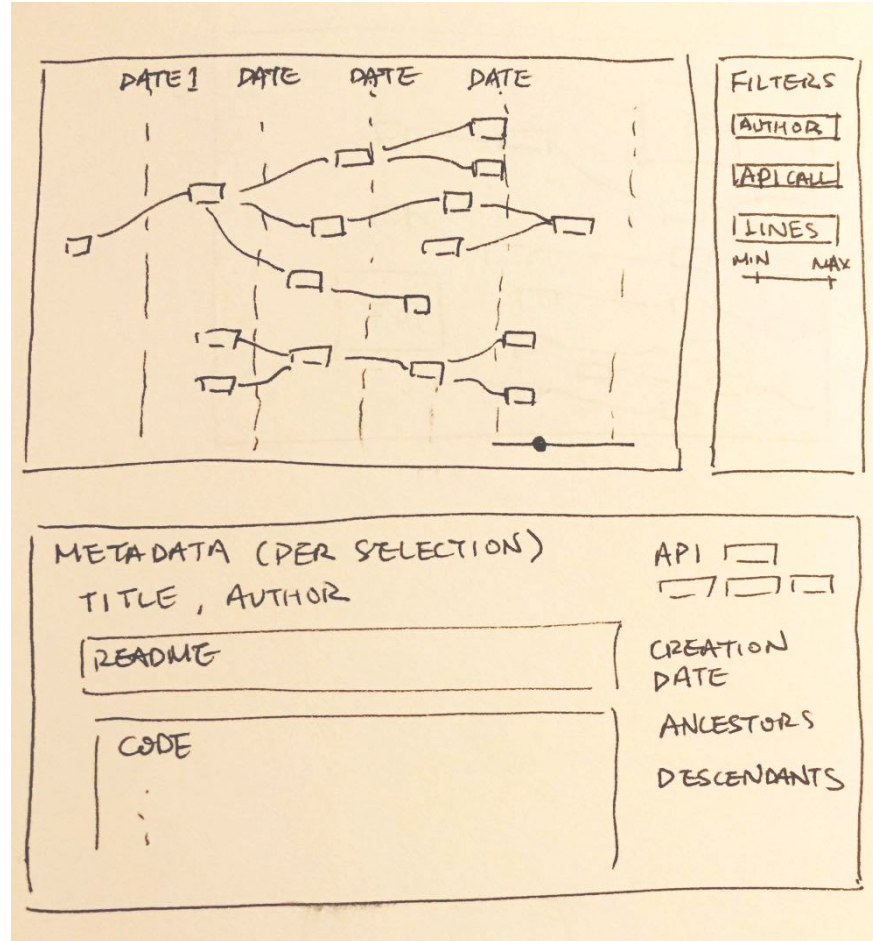 DATE 1 DATE DATE DATE
FILTERS
AUTHOR
API CALL
LINES
MIN MAX
METADATA (PER SELECTION)
TITLE, AUTHOR
README
CODE
API
CREATION
DATE
ANCESTORS
DESCENDANTS